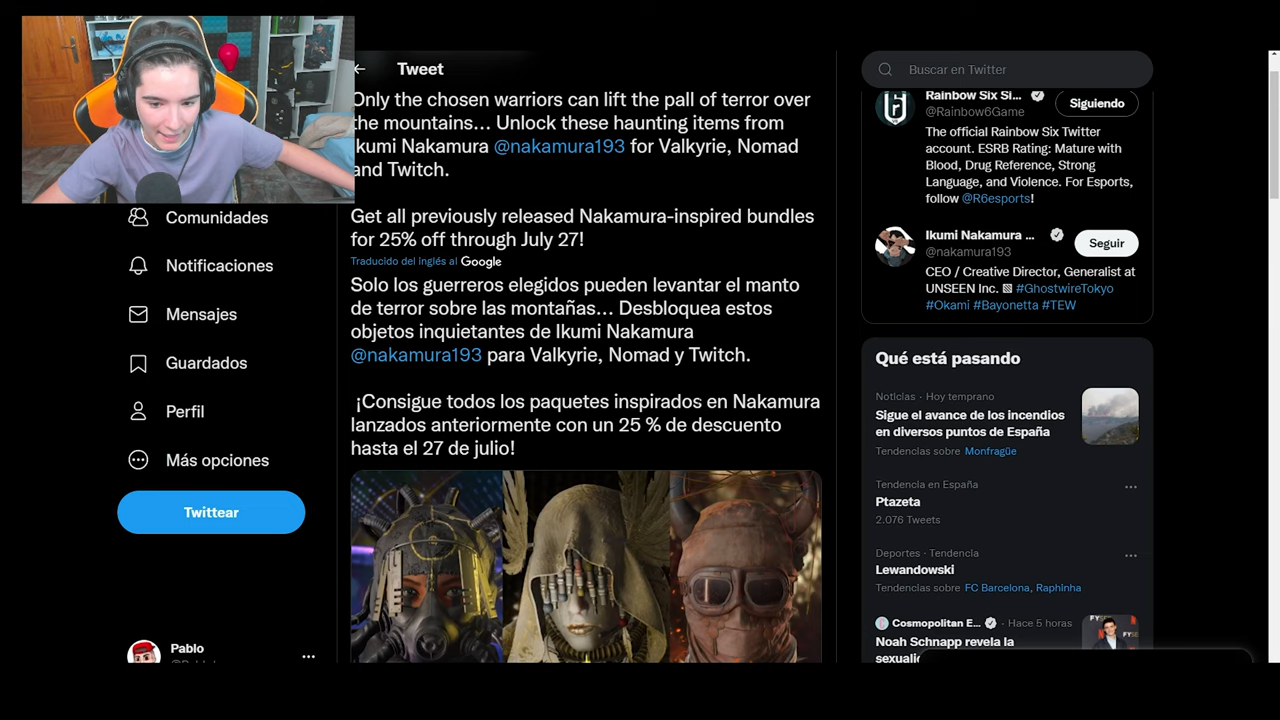 Tweet
Only the chosen warriors can lift the pall of terror over
the mountains… Unlock these haunting items from
Ikumi Nakamura @nakamura193 for Valkyrie, Nomad
and Twitch.
Get all previously released Nakamura-inspired bundles
for 25% off through July 27!
Traducido del inglés al Google
Solo los guerreros elegidos pueden levantar el manto
de terror sobre las montañas… Desbloquea estos
objetos inquietantes de Ikumi Nakamura
@nakamura193 para Valkyrie, Nomad y Twitch.
¡Consigue todos los paquetes inspirados en Nakamura
lanzados anteriormente con un 25 % de descuento
hasta el 27 de julio!
Comunidades
Notificaciones
Mensajes
Guardados
Perfil
Más opciones
Twittear
Pablo
Buscar en Twitter
Rainbow Six Si...
@Rainbow6Game
Siguiendo
The official Rainbow Six Twitter
account. ESRB Rating: Mature with
Blood, Drug Reference, Strong
Language, and Violence. For Esports,
follow @R6esports!
Ikumi Nakamura ...
@nakamura193
Seguir
CEO / Creative Director, Generalist at
UNSEEN Inc. #GhostwireTokyo
#Okami #Bayonetta #TEW
Qué está pasando
Noticias · Hoy temprano
Sigue el avance de los incendios
en diversos puntos de España
Tendencias sobre Monfragüe
Tendencia en España
Ptazeta
2.076 Tweets
Deportes · Tendencia
Lewandowski
Tendencias sobre FC Barcelona, Raphinha
Cosmopolitan E... · Hace 5 horas
Noah Schnapp revela la